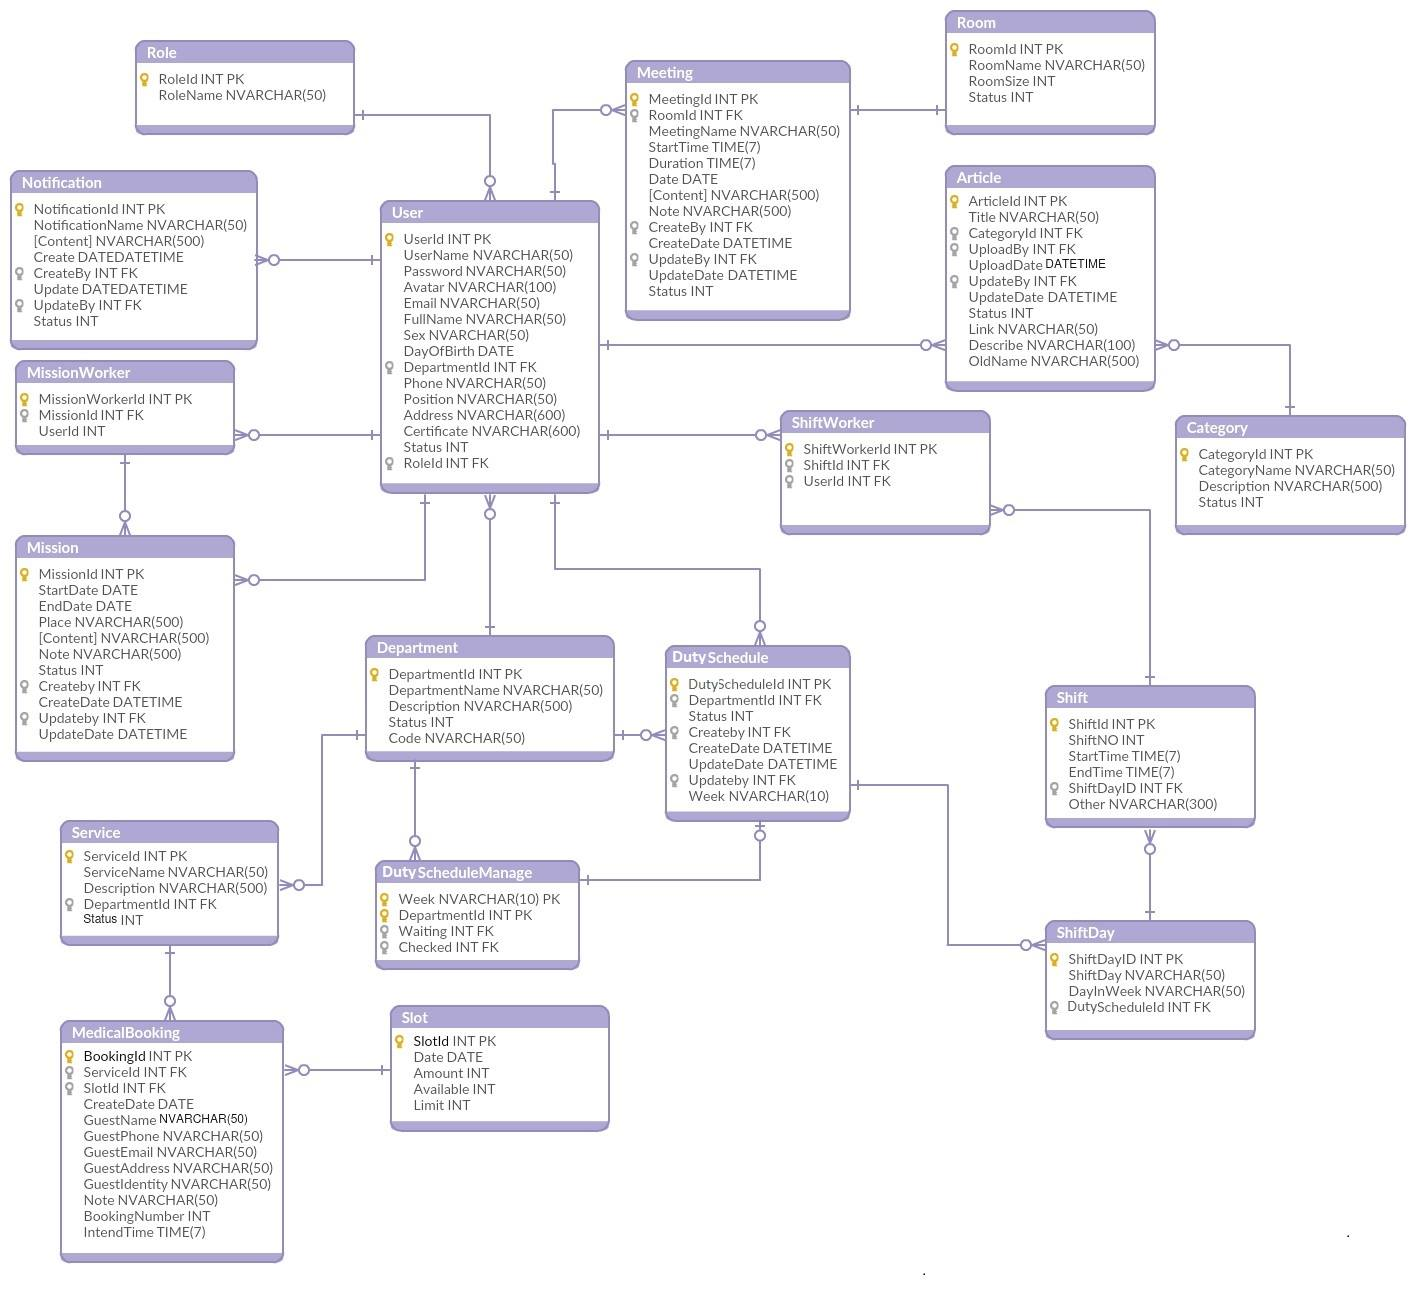 Role
RoleId INT PK
RoleName NVARCHAR(50)
Room
RoomId INT PK
RoomName NVARCHAR(50)
RoomSize INT
Status INT
Meeting
MeetingId INT PK
RoomId INT FK
MeetingName NVARCHAR(50)
StartTime TIME(7)
Duration TIME(7)
Date DATE
[Content] NVARCHAR(500)
Note NVARCHAR(500)
CreateBy INT FK
CreateDate DATETIME
UpdateBy INT FK
UpdateDate DATETIME
Status INT
Notification
NotificationId INT PK
NotificationName NVARCHAR(50)
[Content] NVARCHAR(500)
Create DATEDATETIME
CreateBy INT FK
Update DATEDATETIME
UpdateBy INT FK
Status INT
User
UserId INT PK
UserName NVARCHAR(50)
Password NVARCHAR(50)
Avatar NVARCHAR(100)
Email NVARCHAR(50)
FullName NVARCHAR(50)
Sex NVARCHAR(50)
DayOfBirth DATE
DepartmentId INT FK
Phone NVARCHAR(50)
Position NVARCHAR(50)
Address NVARCHAR(600)
Certificate NVARCHAR(600)
Status INT
RoleId INT FK
Article
ArticleId INT PK
Title NVARCHAR(50)
CategoryId INT FK
UploadBy INT FK
UploadDate DATETIME
UpdateBy INT FK
UpdateDate DATETIME
Status INT
Link NVARCHAR(50)
Describe NVARCHAR(100)
OldName NVARCHAR(500)
MissionWorker
MissionWorkerId INT PK
MissionId INT FK
UserId INT
ShiftWorker
ShiftWorkerId INT PK
ShiftId INT FK
UserId INT FK
Category
CategoryId INT PK
CategoryName NVARCHAR(50)
Description NVARCHAR(500)
Status INT
Mission
MissionId INT PK
StartDate DATE
EndDate DATE
Place NVARCHAR(500)
[Content] NVARCHAR(500)
Note NVARCHAR(500)
Status INT
Createby INT FK
CreateDate DATETIME
Updateby INT FK
UpdateDate DATETIME
Department
DepartmentId INT PK
DepartmentName NVARCHAR(50)
Description NVARCHAR(500)
Status INT
Code NVARCHAR(50)
DutySchedule
DutyScheduleId INT PK
DepartmentId INT FK
Status INT
Createby INT FK
CreateDate DATETIME
UpdateDate DATETIME
Updateby INT FK
Week NVARCHAR(10)
Shift
ShiftId INT PK
ShiftNO INT
StartTime TIME(7)
EndTime TIME(7)
ShiftDayID INT FK
Other NVARCHAR(300)
Service
ServiceId INT PK
ServiceName NVARCHAR(50)
Description NVARCHAR(500)
DepartmentId INT FK
Status INT
DutyScheduleManage
Week NVARCHAR(10) PK
DepartmentId INT PK
Waiting INT FK
Checked INT FK
ShiftDay
ShiftDayID INT PK
ShiftDay NVARCHAR(50)
DayInWeek NVARCHAR(50)
DutyScheduleId INT FK
MedicalBooking
BookingId INT PK
ServiceId INT FK
SlotId INT FK
CreateDate DATE
GuestName NVARCHAR(50)
GuestPhone NVARCHAR(50)
GuestEmail NVARCHAR(50)
GuestAddress NVARCHAR(50)
GuestIdentity NVARCHAR(50)
Note NVARCHAR(50)
BookingNumber INT
IntendTime TIME(7)
Slot
SlotId INT PK
Date DATE
Amount INT
Available INT
Limit INT